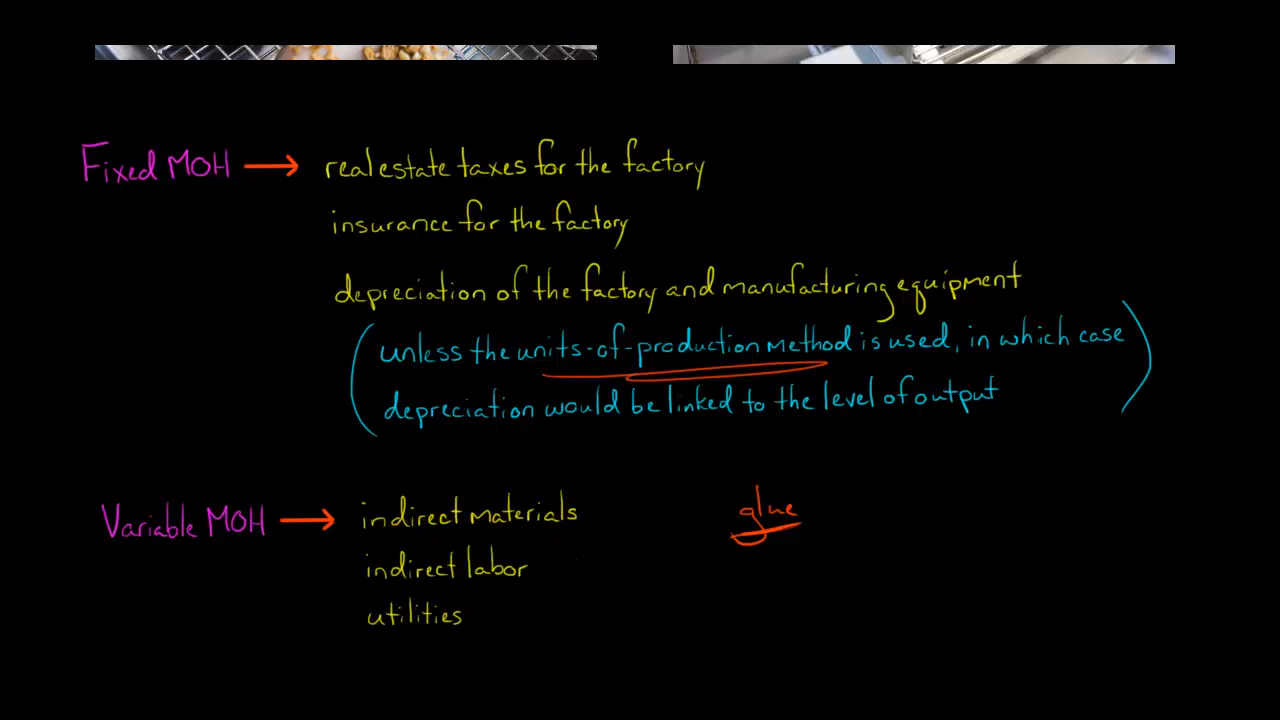 Fixed MOH → real estate taxes for the factory
insurance for the factory
depreciation of the factory and manufacturing equipment
(unless the units-of-production method is used, in which case
depreciation would be linked to the level of output)
Variable MOH → indirect materials glue
indirect labor
utilities